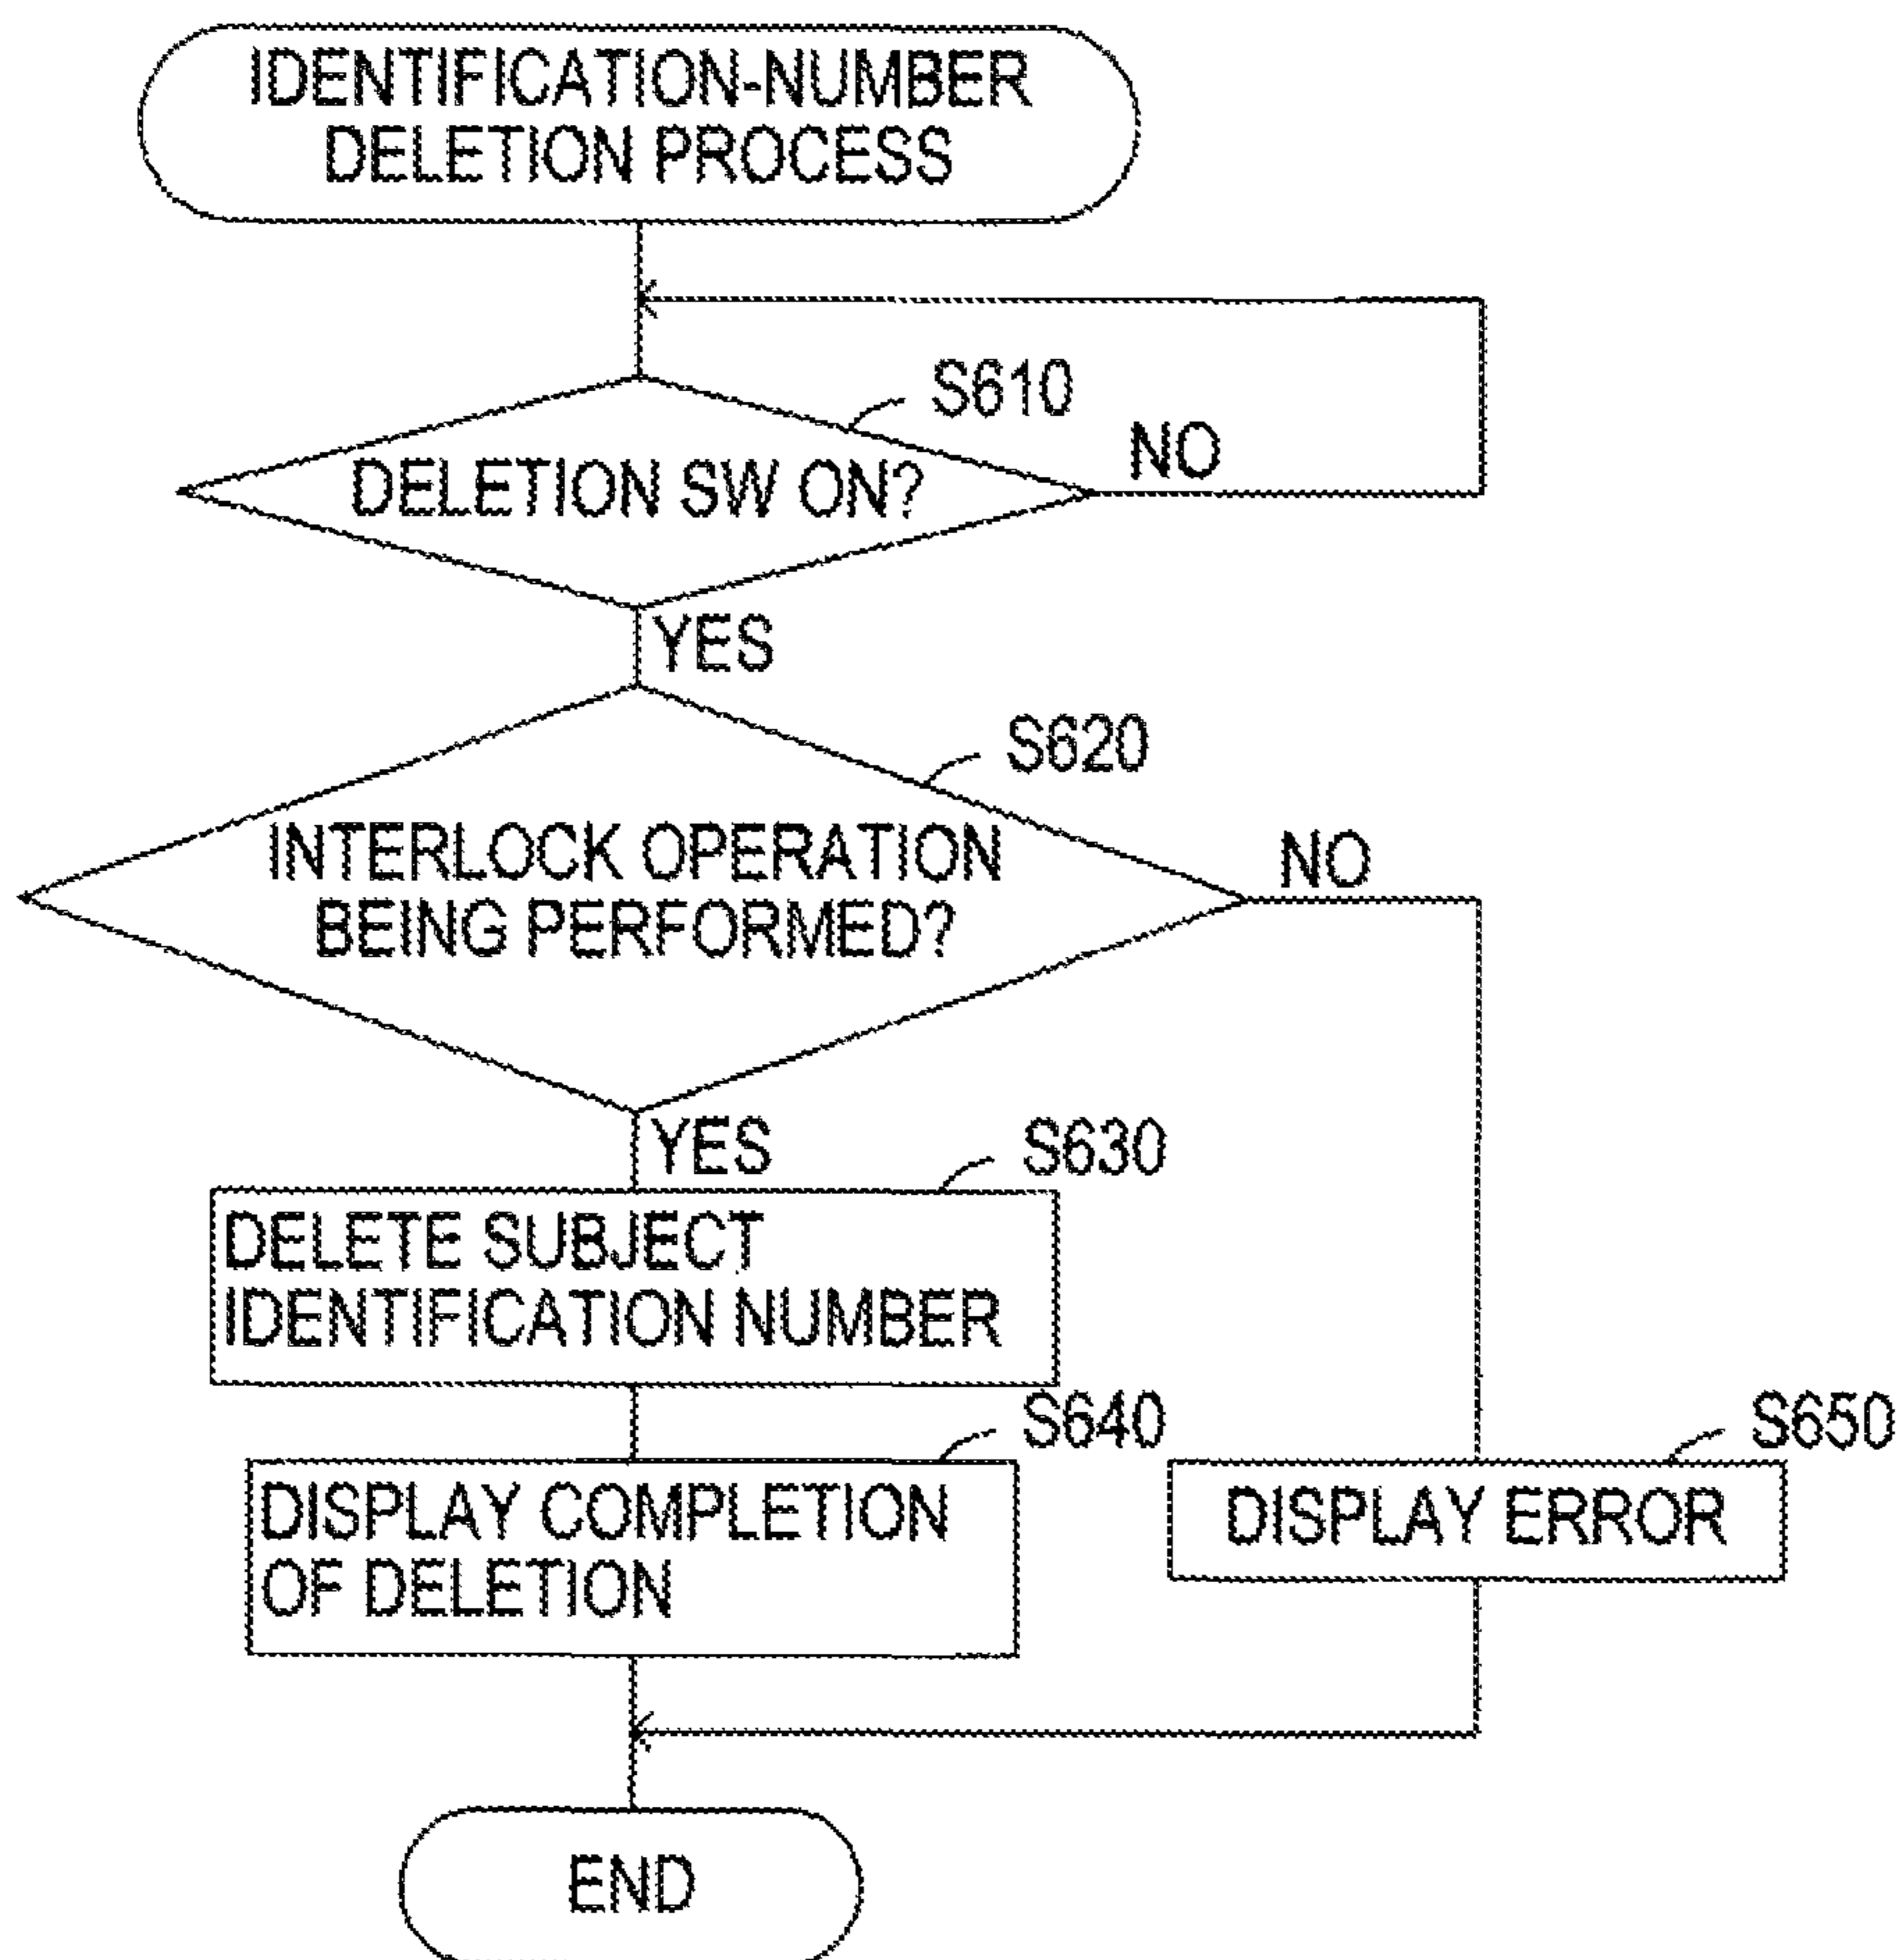 IDENTIFICATION-NUMBER
DELETION PROCESS
S610
DELETION SW ON?
NO
YES
S620
INTERLOCK OPERATION
BEING PERFORMED?
NO
YES
S630
DELETE SUBJECT
IDENTIFICATION NUMBER
S640
DISPLAY COMPLETION
OF DELETION
S650
DISPLAY ERROR
END